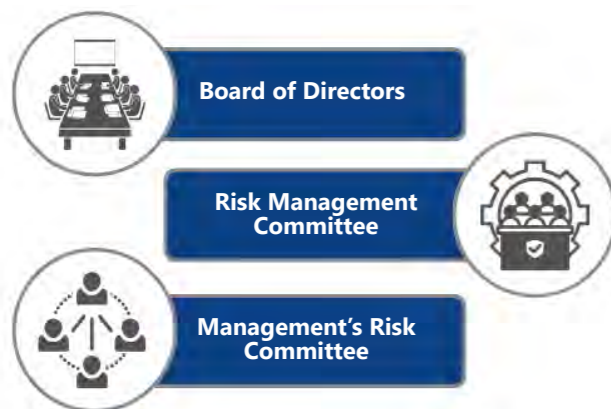 Board of Directors
Risk Management
Committee
Management’s Risk
Committee